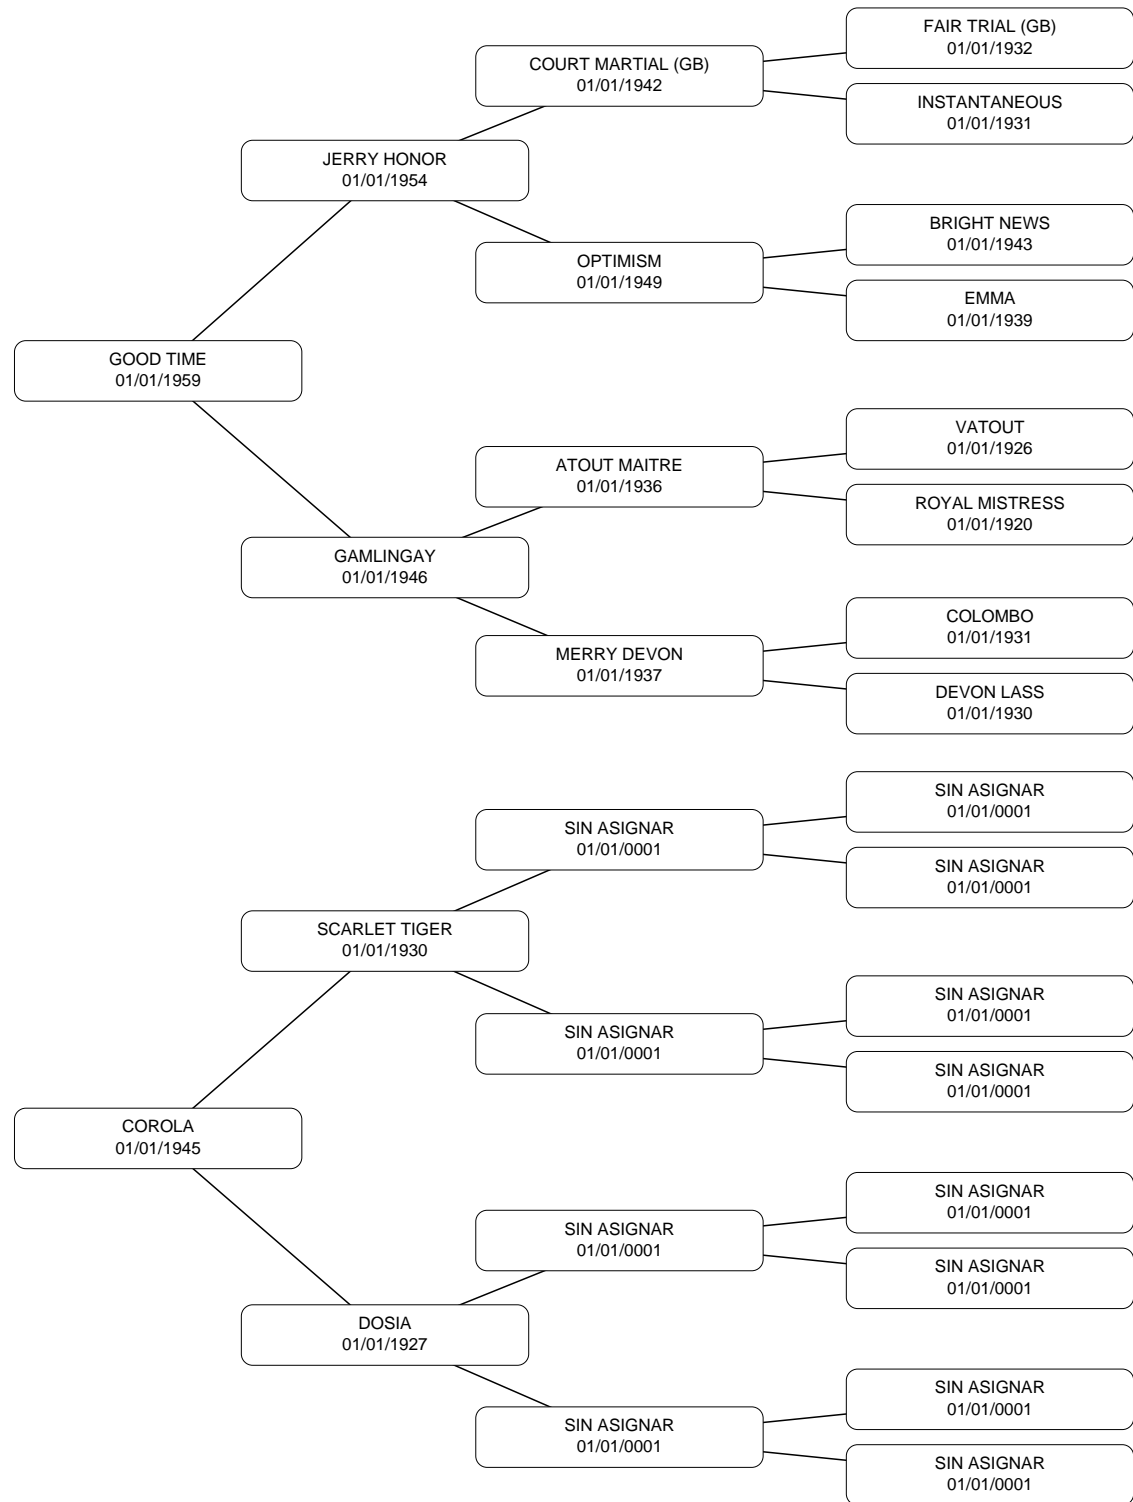 FAIR TRIAL (GB)
01/01/1932
COURT MARTIAL (GB)
01/01/1942
INSTANTANEOUS
01/01/1931
JERRY HONOR
01/01/1954
BRIGHT NEWS
01/01/1943
OPTIMISM
01/01/1949
EMMA
01/01/1939
GOOD TIME
01/01/1959
VATOUT
01/01/1926
ATOUT MAITRE
01/01/1936
ROYAL MISTRESS
01/01/1920
GAMLINGAY
01/01/1946
COLOMBO
01/01/1931
MERRY DEVON
01/01/1937
DEVON LASS
01/01/1930
SIN ASIGNAR
01/01/0001
SIN ASIGNAR
01/01/0001
SIN ASIGNAR
01/01/0001
SCARLET TIGER
01/01/1930
SIN ASIGNAR
01/01/0001
SIN ASIGNAR
01/01/0001
SIN ASIGNAR
01/01/0001
COROLA
01/01/1945
SIN ASIGNAR
01/01/0001
SIN ASIGNAR
01/01/0001
SIN ASIGNAR
01/01/0001
DOSIA
01/01/1927
SIN ASIGNAR
01/01/0001
SIN ASIGNAR
01/01/0001
SIN ASIGNAR
01/01/0001